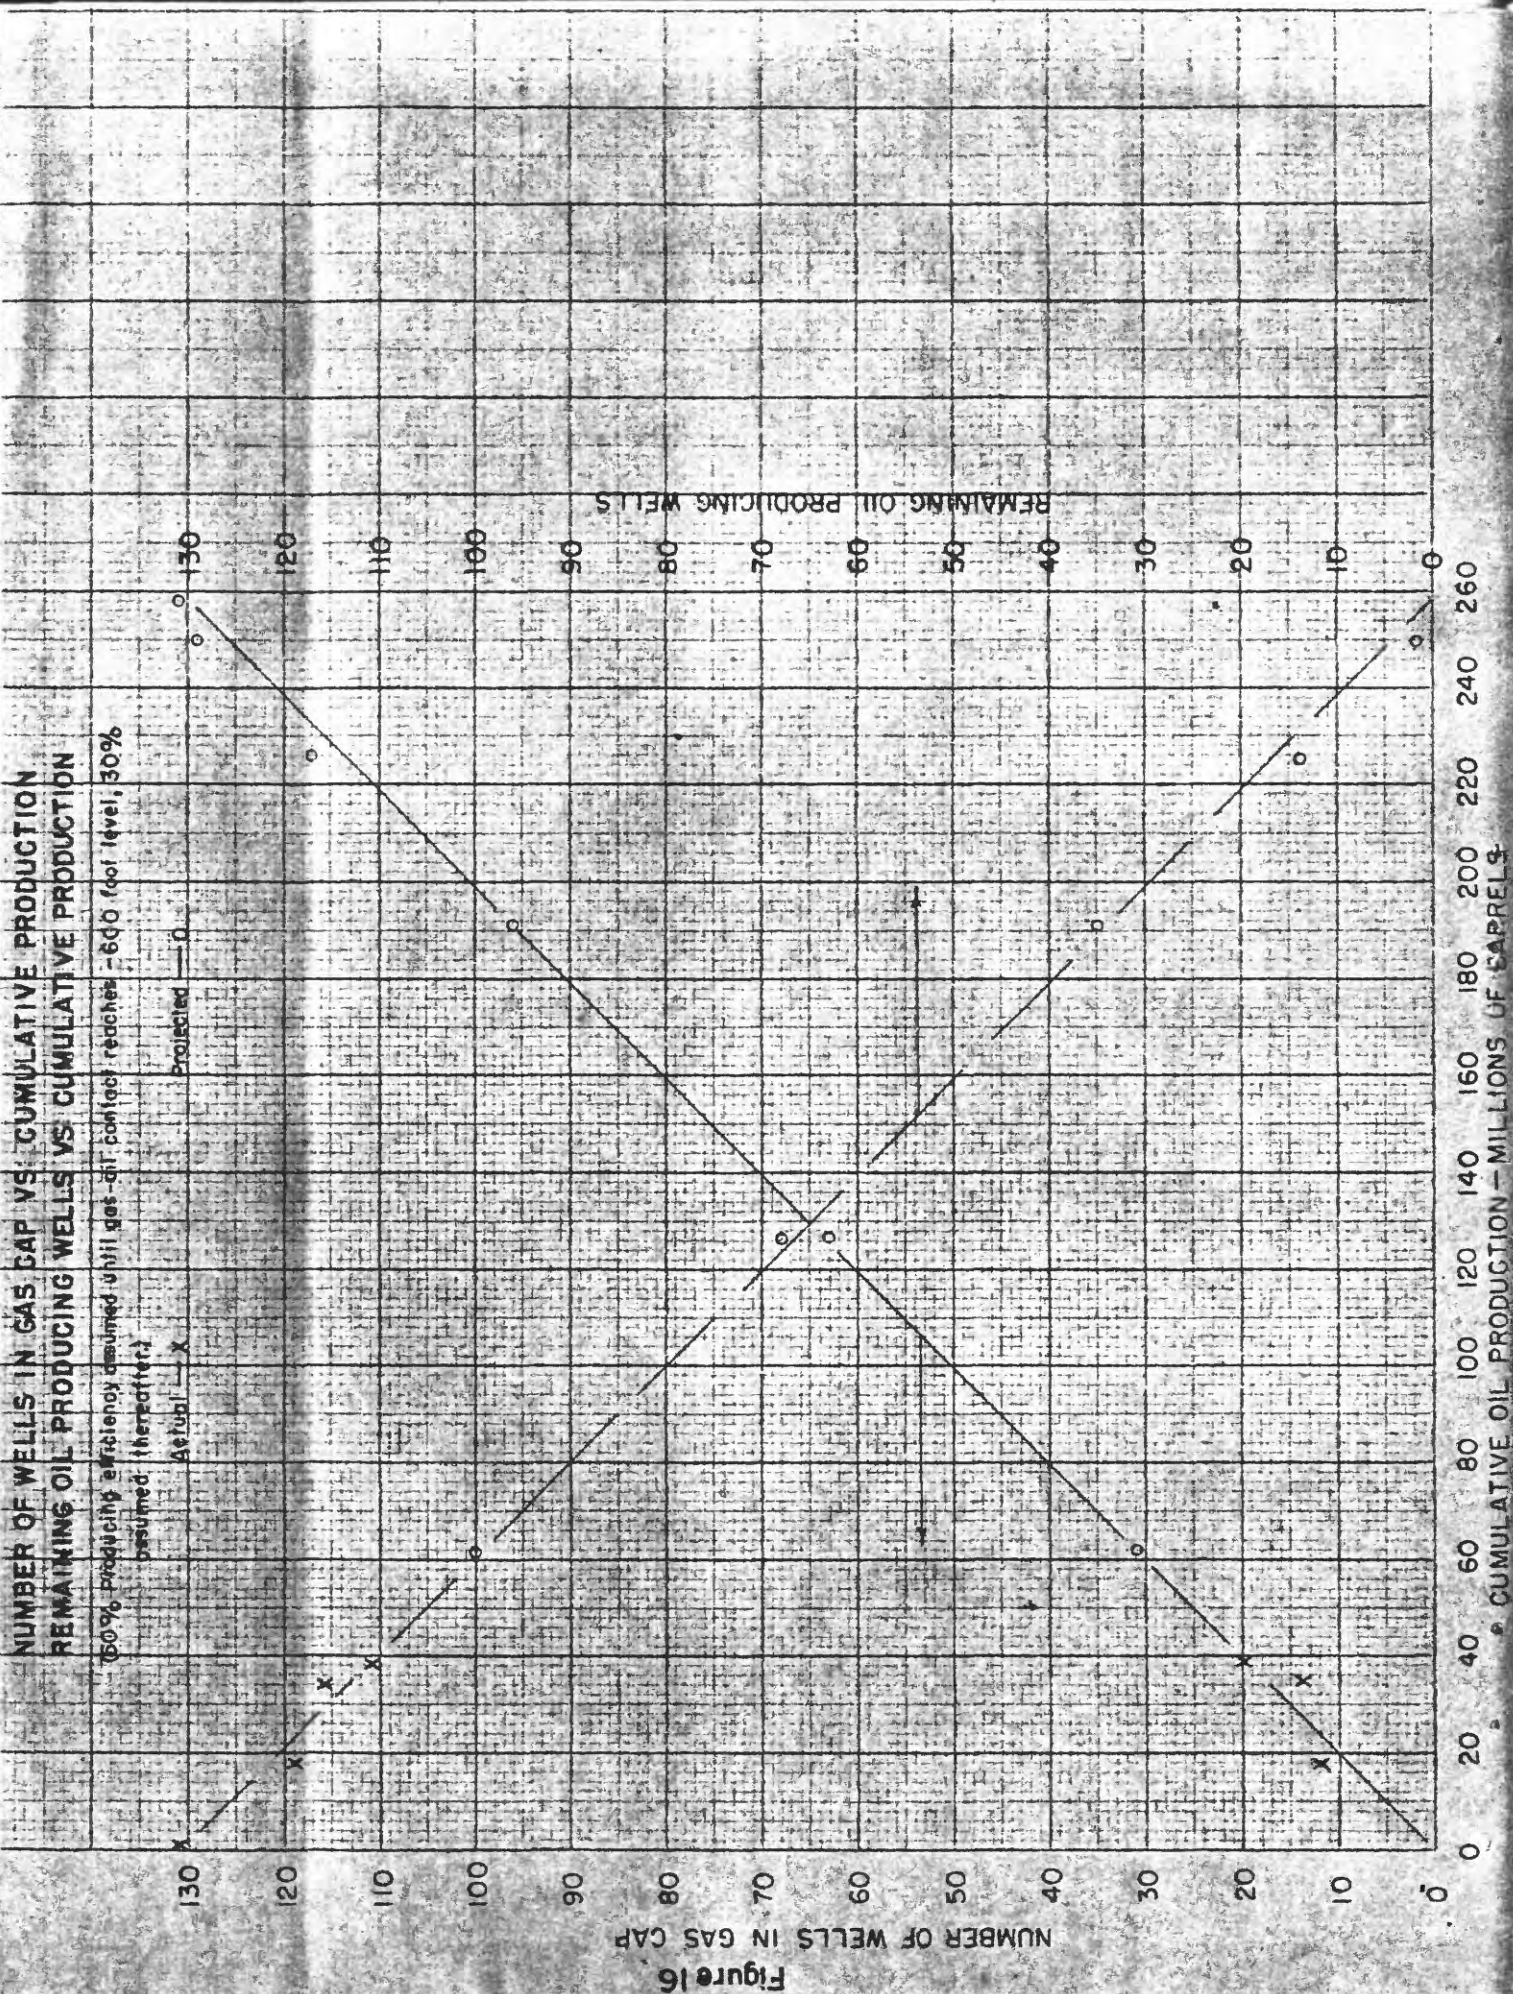 NUMBER OF WELLS IN GAS CAP VS. CUMULATIVE PRODUCTION
REMAINING OIL PRODUCING WELLS VS CUMULATIVE PRODUCTION
(60% Producing efficiency assumed until gas-oil contact reaches -600 foot level, 30%
assumed thereafter.)
Actual — X Projected — O
130
120
110
100
90
80
70
60
50
40
30
20
10
0
NUMBER OF WELLS IN GAS CAP
130
120
110
100
90
80
70
60
50
40
30
20
10
0
REMAINING OIL PRODUCING WELLS
0 20 40 60 80 100 120 140 160 180 200 220 240 260
CUMULATIVE OIL PRODUCTION — MILLIONS OF BARRELS
Figure 16